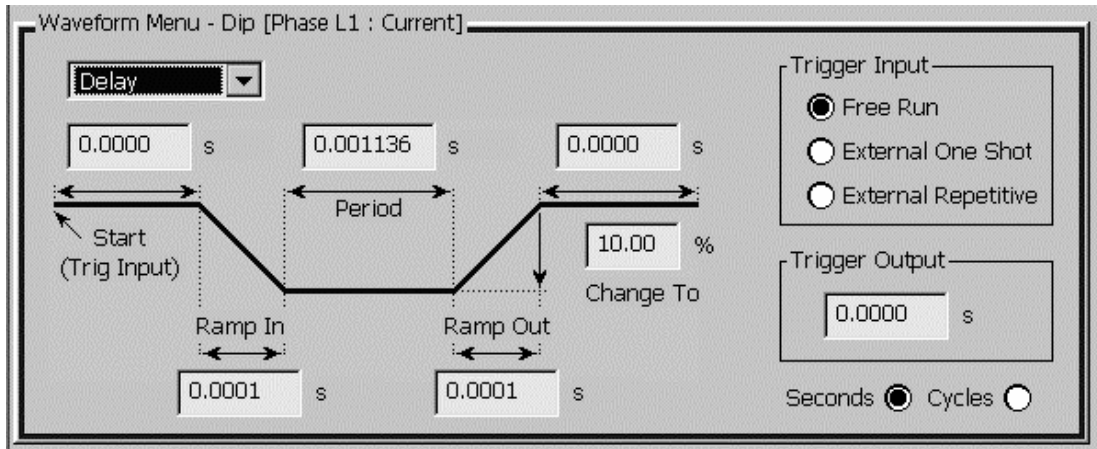 Waveform Menu - Dip [Phase L1 : Current]
Delay
0.0000 s
0.001136 s
0.0000 s
Period
Start
(Trig Input)
10.00 %
Change To
Ramp In
Ramp Out
0.0001 s
0.0001 s
Trigger Input
Free Run
External One Shot
External Repetitive
Trigger Output
0.0000 s
Seconds Cycles